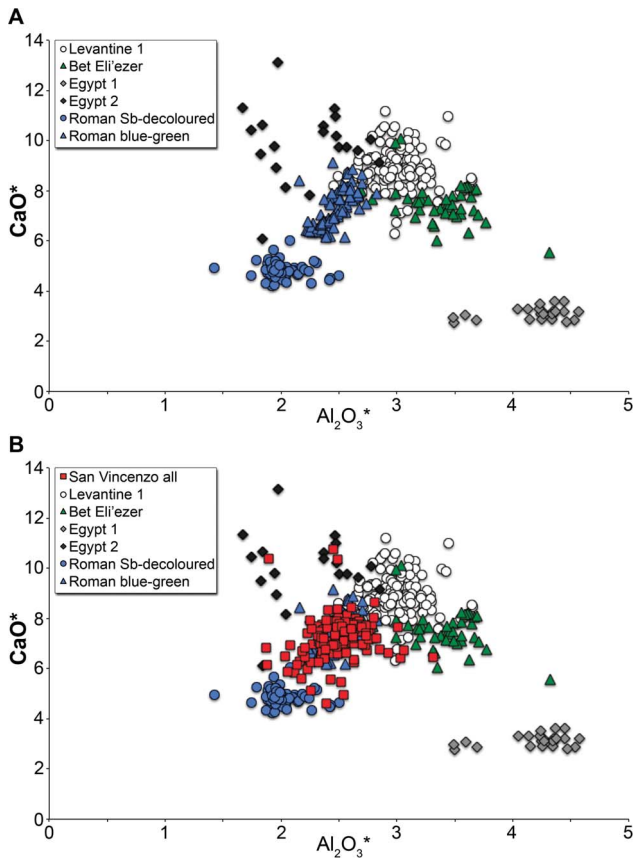 A
Levantine 1
Bet Eli'ezer
Egypt 1
Egypt 2
Roman Sb-decoloured
Roman blue-green
14
12
10
8
6
4
2
0
CaO*
0
1
2
3
4
5
Al₂O₃*
B
San Vincenzo all
Levantine 1
Bet Eli'ezer
Egypt 1
Egypt 2
Roman Sb-decoloured
Roman blue-green
14
12
10
8
6
4
2
0
CaO*
0
1
2
3
4
5
Al₂O₃*